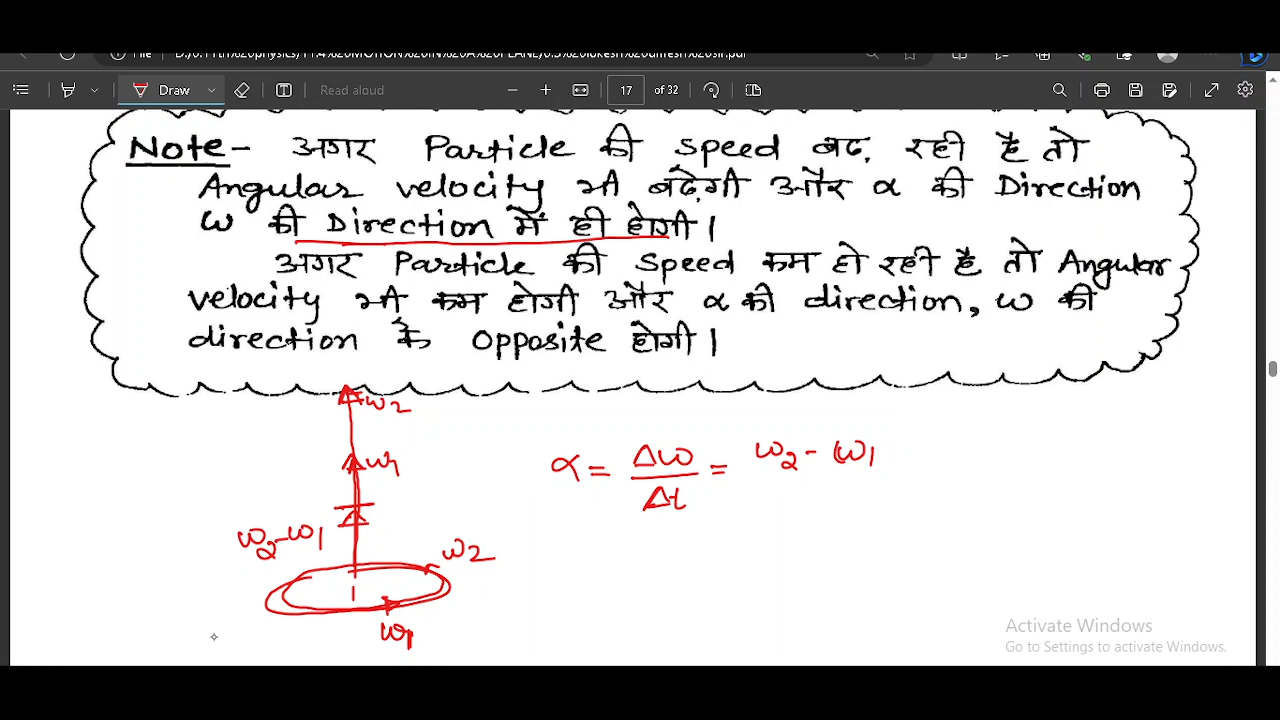 File
Draw
Read aloud
17 of 32
Note- अगर Particle की speed बढ़ रही है तो
Angular velocity भी बढ़ेगी और α की Direction
ω की Direction में ही होगी।
अगर Particle की speed कम हो रही है तो Angular
velocity भी कम होगी और α की direction, ω की
direction के opposite होगी।
ω2
ω1
ω2-ω1
ω2
ω1
α = Δω/Δt = ω2 - ω1
Activate Windows
Go to Settings to activate Windows.